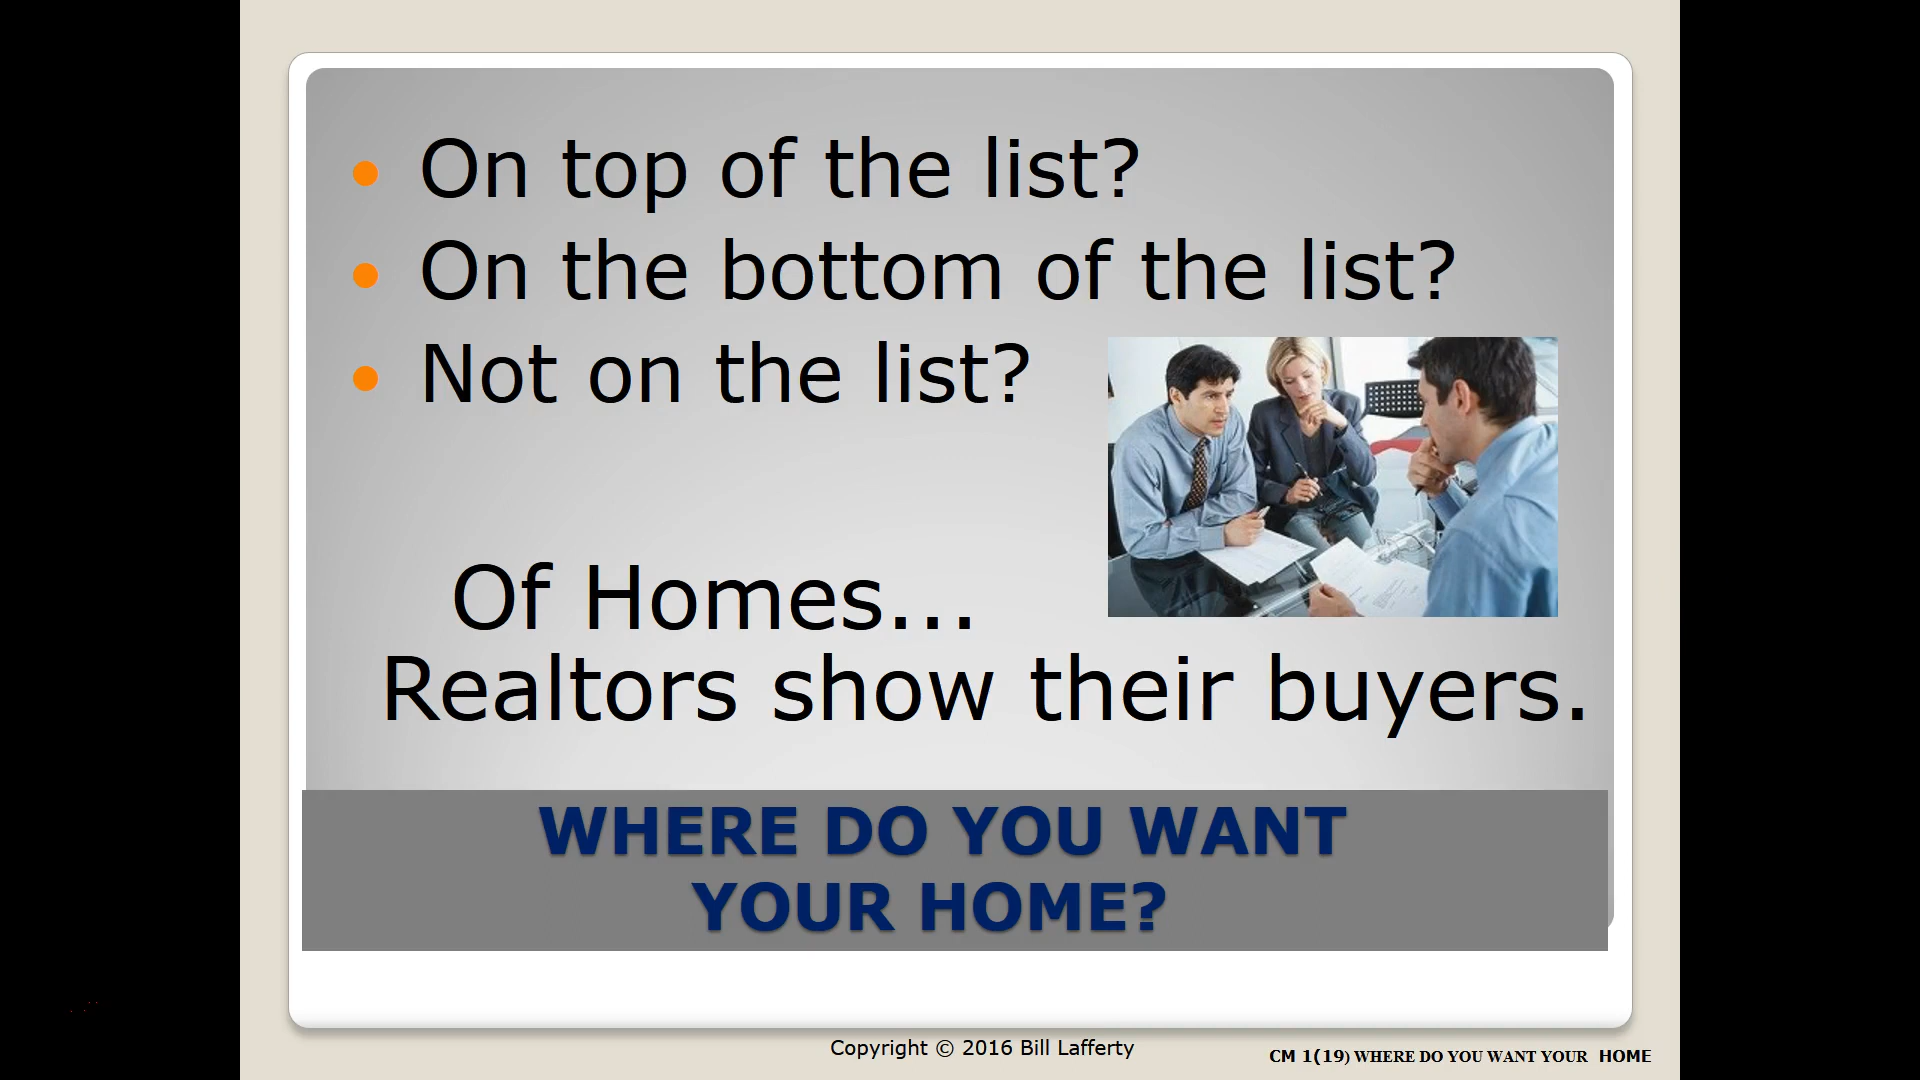 On top of the list?
On the bottom of the list?
Not on the list?
Of Homes...
Realtors show their buyers.
WHERE DO YOU WANT
YOUR HOME?
Copyright © 2016 Bill Lafferty
CM 1(19) WHERE DO YOU WANT YOUR HOME